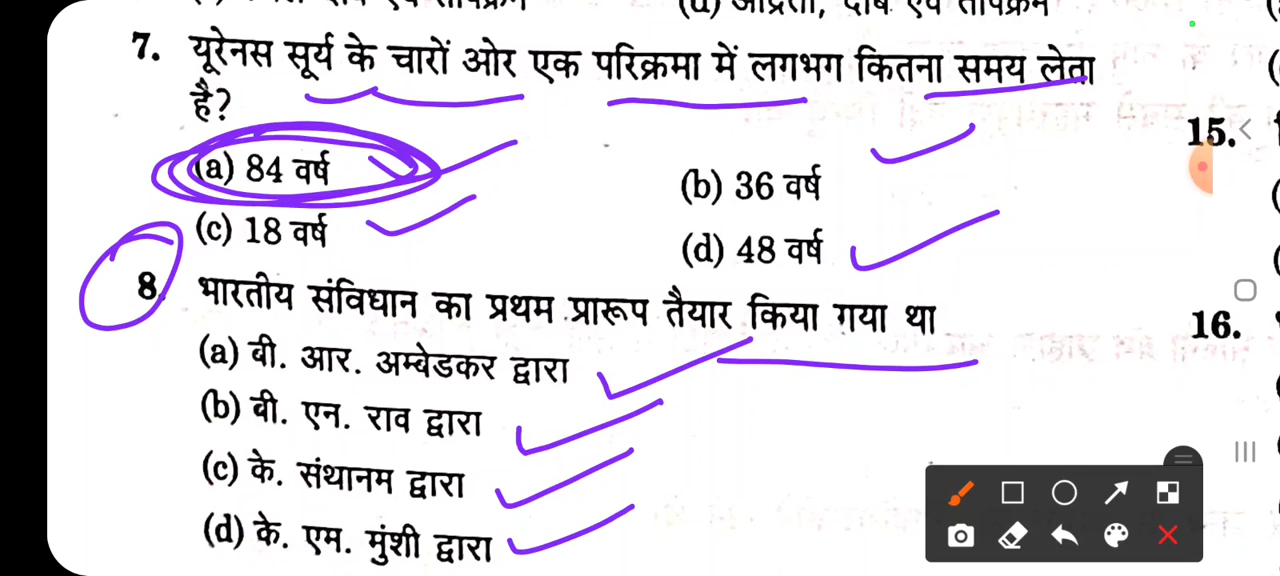 7. यूरेनस सूर्य के चारों ओर एक परिक्रमा में लगभग कितना समय लेता
है?
(a) 84 वर्ष
(b) 36 वर्ष
(c) 18 वर्ष
(d) 48 वर्ष
8. भारतीय संविधान का प्रथम प्रारूप तैयार किया गया था
(a) बी. आर. अम्बेडकर द्वारा
(b) बी. एन. राव द्वारा
(c) के. संथानम द्वारा
(d) के. एम. मुंशी द्वारा
15.
16.